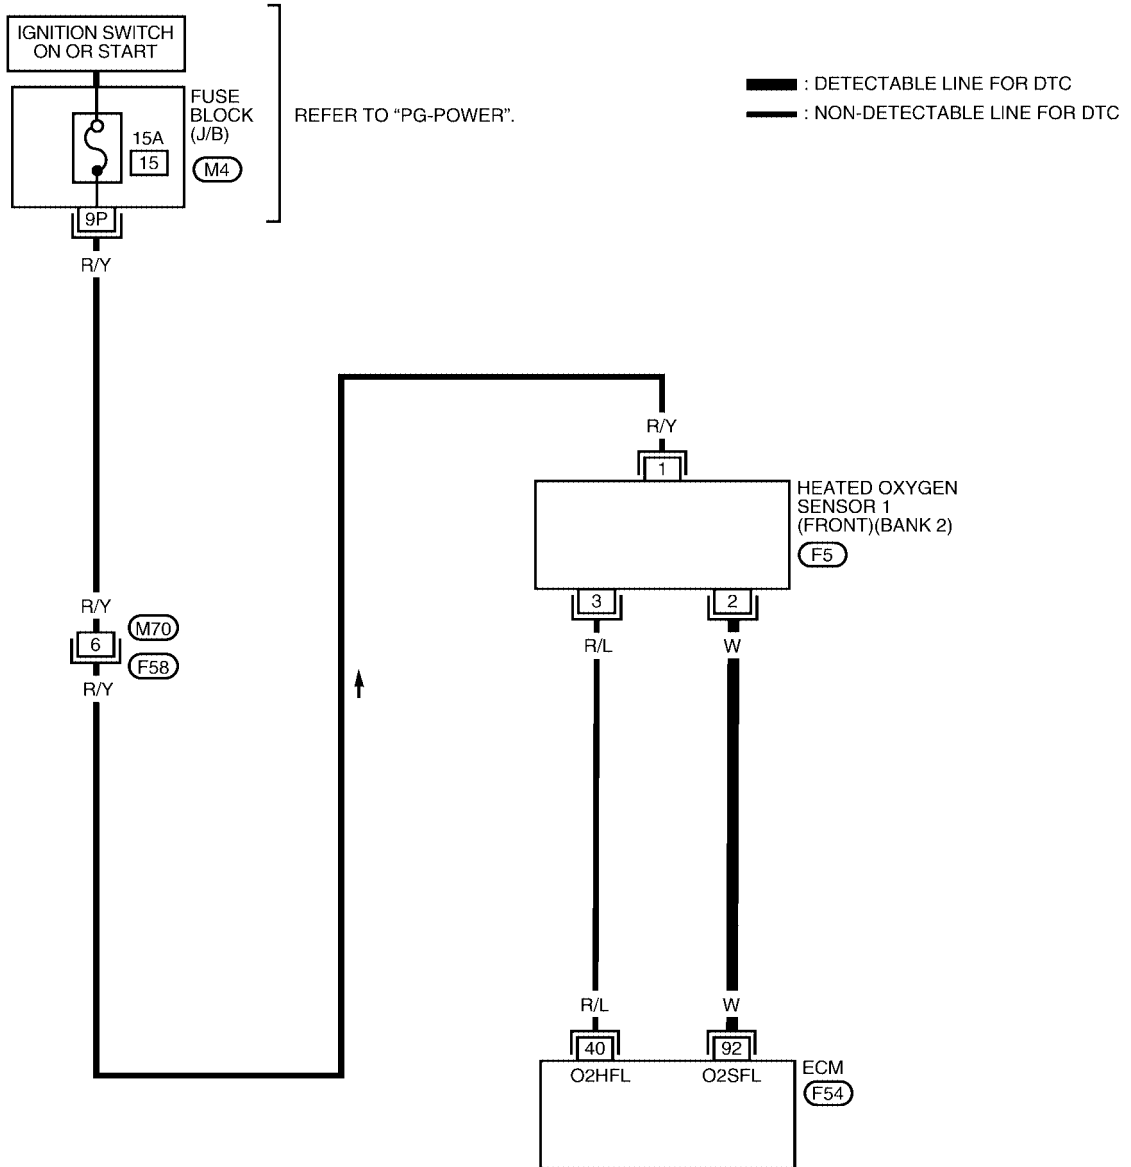 IGNITION SWITCH
ON OR START
FUSE
BLOCK
(J/B)
15A
15
M4
9P
REFER TO “PG-POWER”.
: DETECTABLE LINE FOR DTC
: NON-DETECTABLE LINE FOR DTC
R/Y
R/Y
1
HEATED OXYGEN
SENSOR 1
(FRONT)(BANK 2)
F5
3
2
R/Y
M70
6
F58
R/Y
R/L
W
R/L
W
40
92
O2HFL
O2SFL
ECM
F54